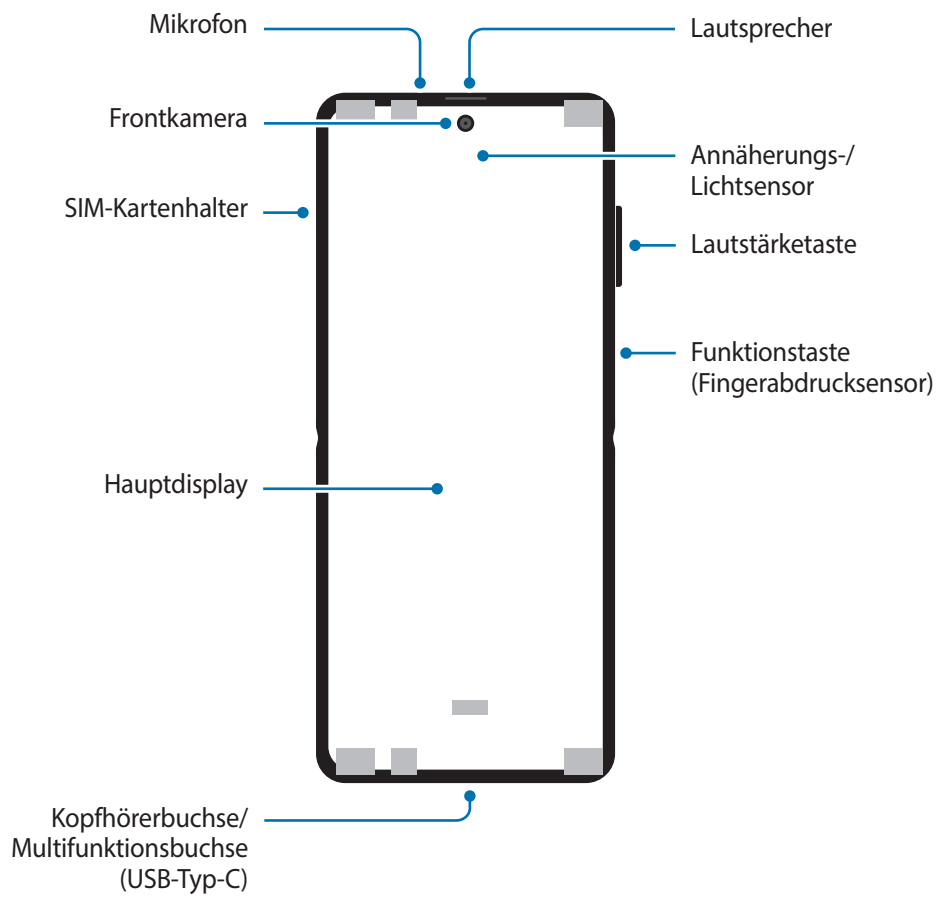 Mikrofon
Lautsprecher
Frontkamera
Annäherungs-/
Lichtsensor
SIM-Kartenhalter
Lautstärketaste
Funktionstaste
(Fingerabdrucksensor)
Hauptdisplay
Kopfhörerbuchse/
Multifunktionsbuchse
(USB-Typ-C)